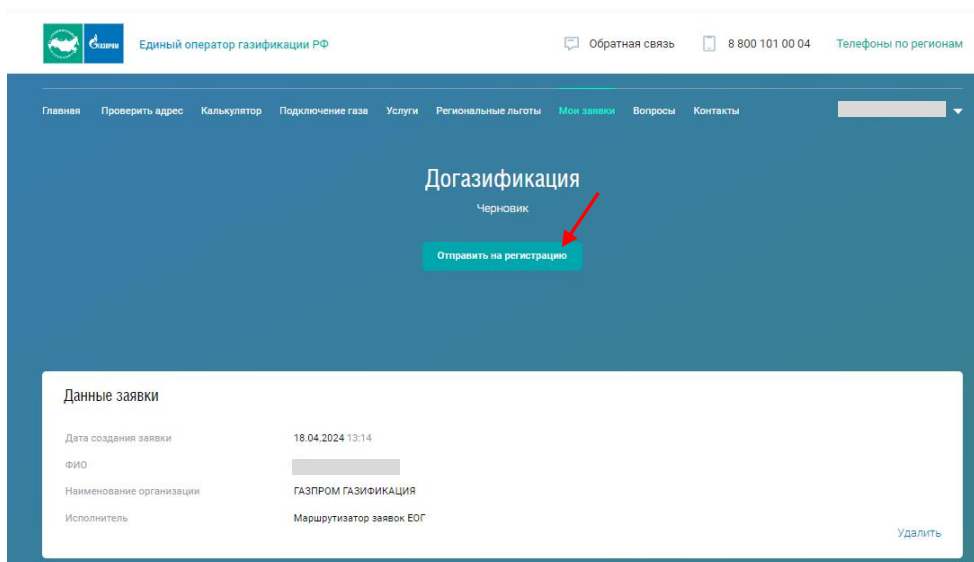 ГАЗПРОМ Единый оператор газификации РФ Обратная связь 8 800 101 00 04 Телефоны по регионам
Главная Проверить адрес Калькулятор Подключение газа Услуги Региональные льготы Мои заявки Вопросы Контакты
Догазификация
Черновик
Отправить на регистрацию
Данные заявки
Дата создания заявки 18.04.2024 13:14
ФИО
Наименование организации ГАЗПРОМ ГАЗИФИКАЦИЯ
Исполнитель Маршрутизатор заявок ЕОГ
Удалить